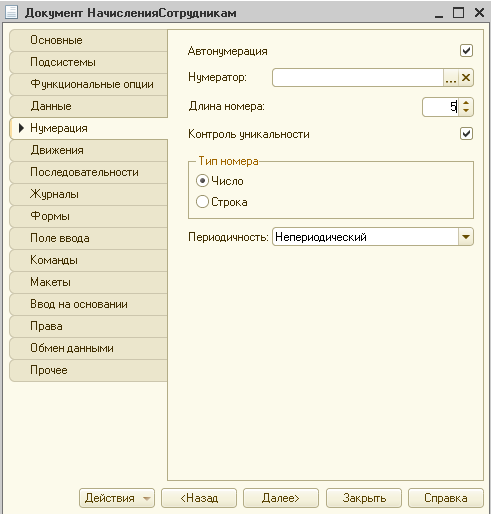 Документ НачисленияСотрудникам
Основные
Подсистемы
Функциональные опции
Данные
Нумерация
Движения
Последовательности
Журналы
Формы
Поле ввода
Команды
Макеты
Ввод на основании
Права
Обмен данными
Прочее
Автонумерация
Нумератор:
...
Длина номера: 5
Контроль уникальности
Тип номера
Число
Строка
Периодичность: Непериодический
Действия <Назад Далее> Закрыть Справка